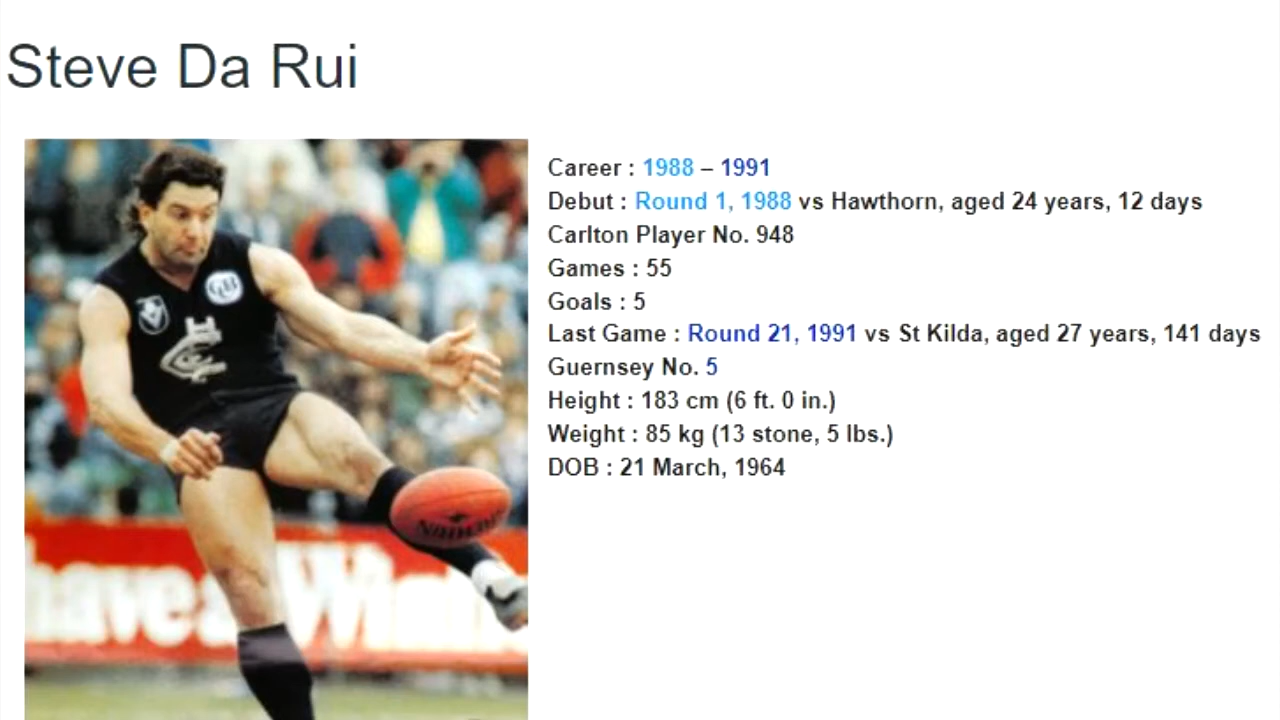 Steve Da Rui
Career : 1988 – 1991
Debut : Round 1, 1988 vs Hawthorn, aged 24 years, 12 days
Carlton Player No. 948
Games : 55
Goals : 5
Last Game : Round 21, 1991 vs St Kilda, aged 27 years, 141 days
Guernsey No. 5
Height : 183 cm (6 ft. 0 in.)
Weight : 85 kg (13 stone, 5 lbs.)
DOB : 21 March, 1964
have a